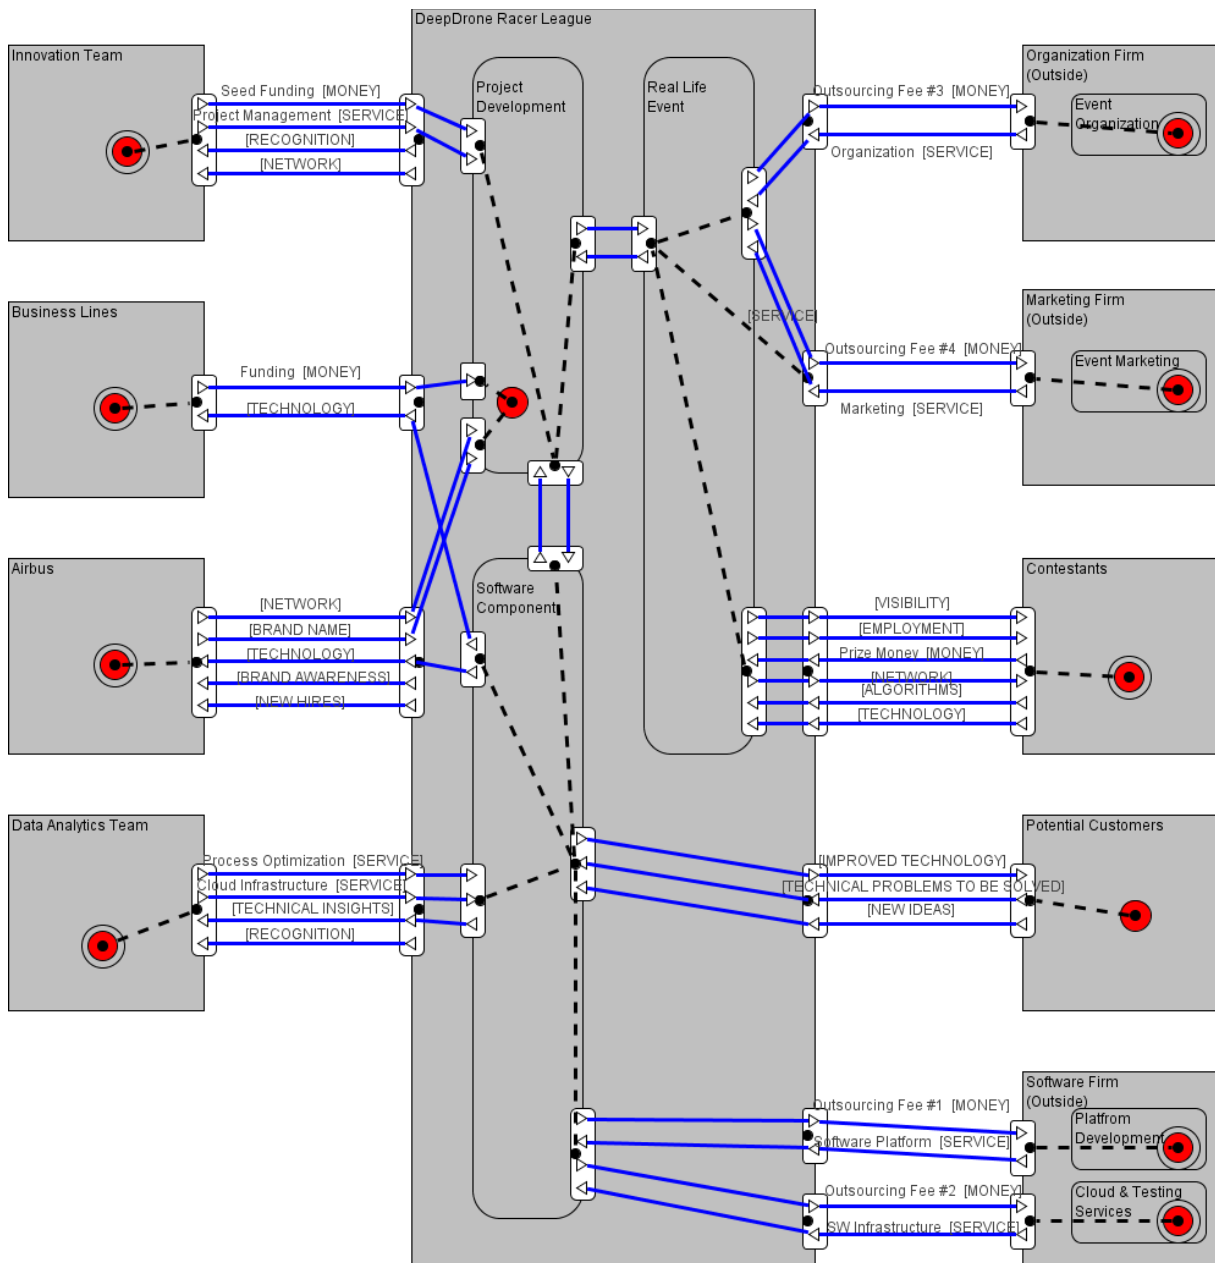 DeepDrone Racer League
Innovation Team
Seed Funding [MONEY]
Project Management [SERVICE]
[RECOGNITION]
[NETWORK]
Project
Development
Real Life
Event
Outsourcing Fee #3 [MONEY]
Organization [SERVICE]
Organization Firm
(Outside)
Event
Organization
Business Lines
Funding [MONEY]
[TECHNOLOGY]
[SERVICE]
Outsourcing Fee #4 [MONEY]
Marketing [SERVICE]
Marketing Firm
(Outside)
Event Marketing
Airbus
[NETWORK]
[BRAND NAME]
[TECHNOLOGY]
[BRAND AWARENESS]
[NEW HIRES]
Software
Component
[VISIBILITY]
[EMPLOYMENT]
Prize Money [MONEY]
[NETWORK]
[ALGORITHMS]
[TECHNOLOGY]
Contestants
Data Analytics Team
Process Optimization [SERVICE]
Cloud Infrastructure [SERVICE]
[TECHNICAL INSIGHTS]
[RECOGNITION]
[IMPROVED TECHNOLOGY]
[TECHNICAL PROBLEMS TO BE SOLVED]
[NEW IDEAS]
Potential Customers
Outsourcing Fee #1 [MONEY]
Software Platform [SERVICE]
Outsourcing Fee #2 [MONEY]
SW Infrastructure [SERVICE]
Software Firm
(Outside)
Platfrom
Development
Cloud & Testing
Services